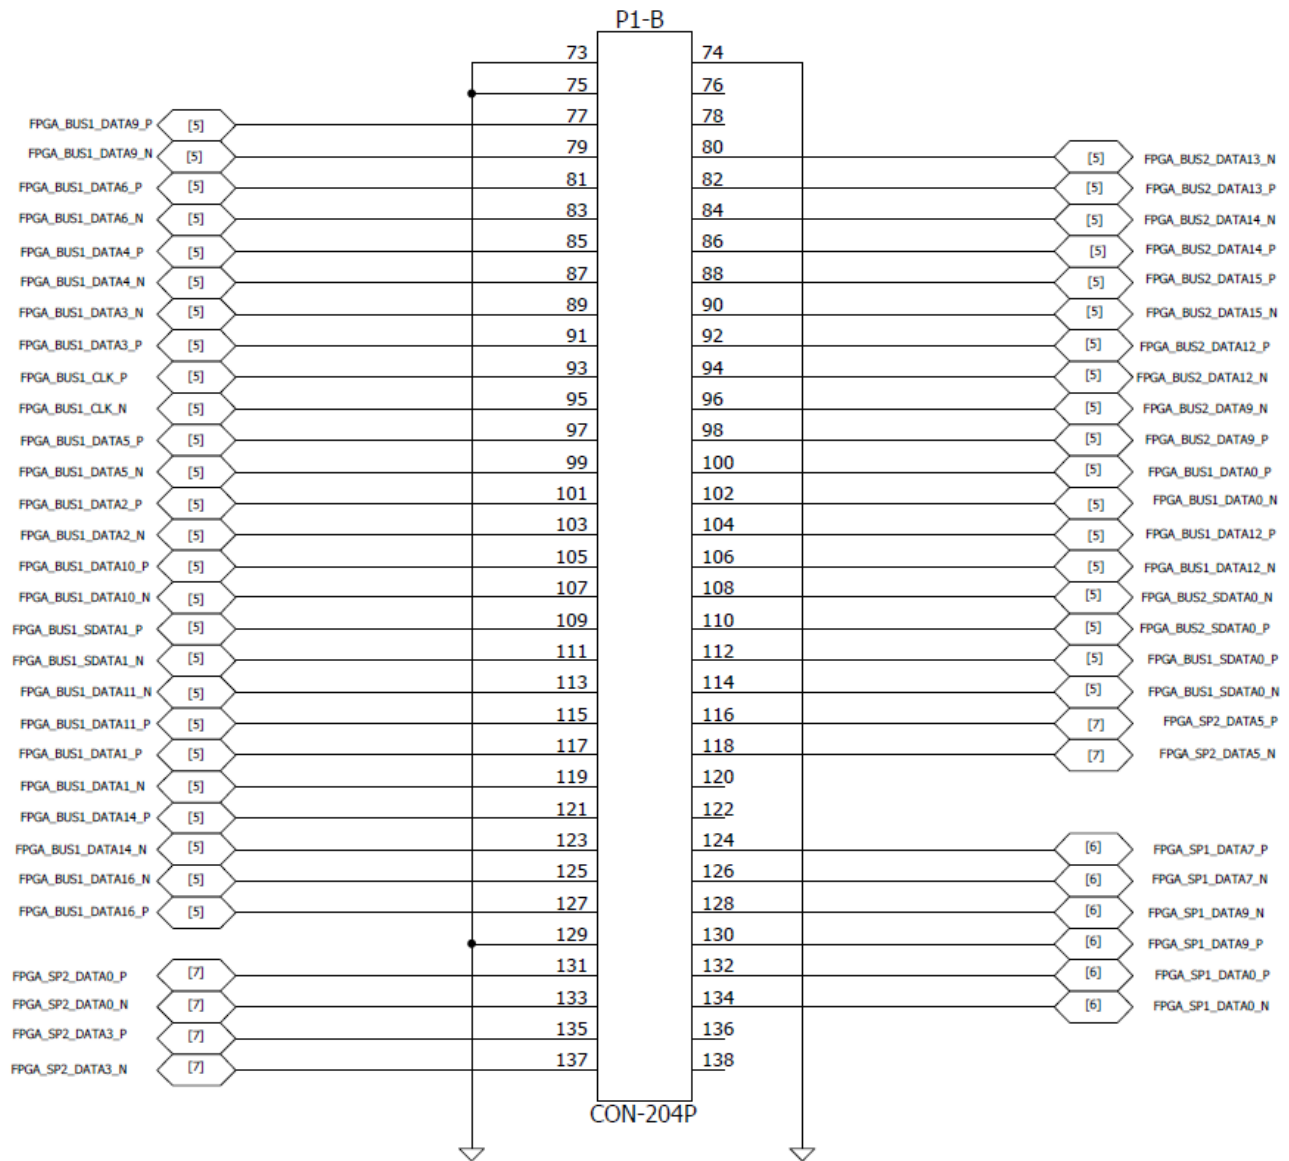 P1-B
73 74
75 76
FPGA_BUS1_DATA9_P [5] 77 78
FPGA_BUS1_DATA9_N [5] 79 80 [5] FPGA_BUS2_DATA13_N
FPGA_BUS1_DATA6_P [5] 81 82 [5] FPGA_BUS2_DATA13_P
FPGA_BUS1_DATA6_N [5] 83 84 [5] FPGA_BUS2_DATA14_N
FPGA_BUS1_DATA4_P [5] 85 86 [5] FPGA_BUS2_DATA14_P
FPGA_BUS1_DATA4_N [5] 87 88 [5] FPGA_BUS2_DATA15_P
FPGA_BUS1_DATA3_N [5] 89 90 [5] FPGA_BUS2_DATA15_N
FPGA_BUS1_DATA3_P [5] 91 92 [5] FPGA_BUS2_DATA12_P
FPGA_BUS1_CLK_P [5] 93 94 [5] FPGA_BUS2_DATA12_N
FPGA_BUS1_CLK_N [5] 95 96 [5] FPGA_BUS2_DATA9_N
FPGA_BUS1_DATA5_P [5] 97 98 [5] FPGA_BUS2_DATA9_P
FPGA_BUS1_DATA5_N [5] 99 100 [5] FPGA_BUS1_DATA0_P
FPGA_BUS1_DATA2_P [5] 101 102 [5] FPGA_BUS1_DATA0_N
FPGA_BUS1_DATA2_N [5] 103 104 [5] FPGA_BUS1_DATA12_P
FPGA_BUS1_DATA10_P [5] 105 106 [5] FPGA_BUS1_DATA12_N
FPGA_BUS1_DATA10_N [5] 107 108 [5] FPGA_BUS2_SDATA0_N
FPGA_BUS1_SDATA1_P [5] 109 110 [5] FPGA_BUS2_SDATA0_P
FPGA_BUS1_SDATA1_N [5] 111 112 [5] FPGA_BUS1_SDATA0_P
FPGA_BUS1_DATA11_N [5] 113 114 [5] FPGA_BUS1_SDATA0_N
FPGA_BUS1_DATA11_P [5] 115 116 [7] FPGA_SP2_DATA5_P
FPGA_BUS1_DATA1_P [5] 117 118 [7] FPGA_SP2_DATA5_N
FPGA_BUS1_DATA1_N [5] 119 120
FPGA_BUS1_DATA14_P [5] 121 122
FPGA_BUS1_DATA14_N [5] 123 124 [6] FPGA_SP1_DATA7_P
FPGA_BUS1_DATA16_N [5] 125 126 [6] FPGA_SP1_DATA7_N
FPGA_BUS1_DATA16_P [5] 127 128 [6] FPGA_SP1_DATA9_N
129 130 [6] FPGA_SP1_DATA9_P
FPGA_SP2_DATA0_P [7] 131 132 [6] FPGA_SP1_DATA0_P
FPGA_SP2_DATA0_N [7] 133 134 [6] FPGA_SP1_DATA0_N
FPGA_SP2_DATA3_P [7] 135 136
FPGA_SP2_DATA3_N [7] 137 138
CON-204P